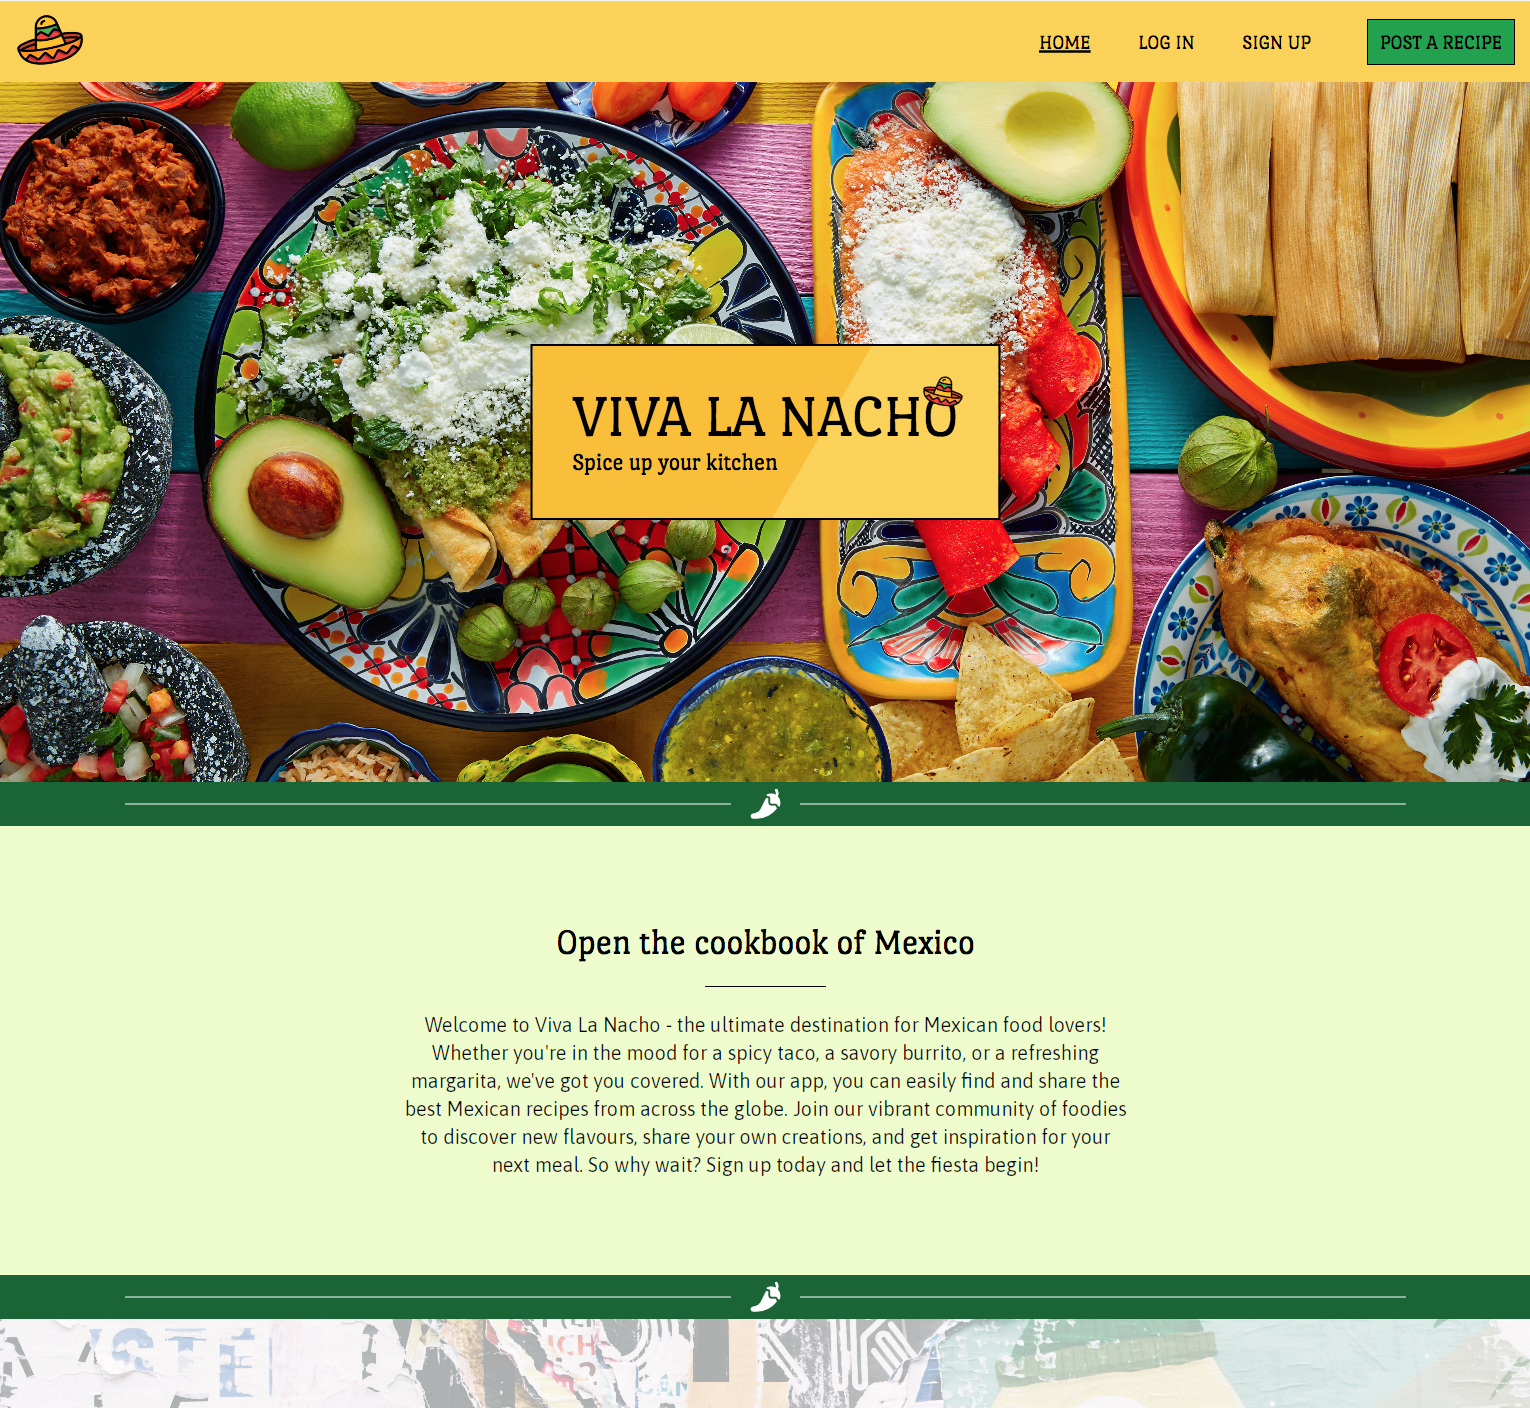 HOME LOG IN SIGN UP POST A RECIPE
VIVA LA NACHO
Spice up your kitchen
Open the cookbook of Mexico
Welcome to Viva La Nacho - the ultimate destination for Mexican food lovers!
Whether you're in the mood for a spicy taco, a savory burrito, or a refreshing
margarita, we've got you covered. With our app, you can easily find and share the
best Mexican recipes from across the globe. Join our vibrant community of foodies
to discover new flavours, share your own creations, and get inspiration for your
next meal. So why wait? Sign up today and let the fiesta begin!